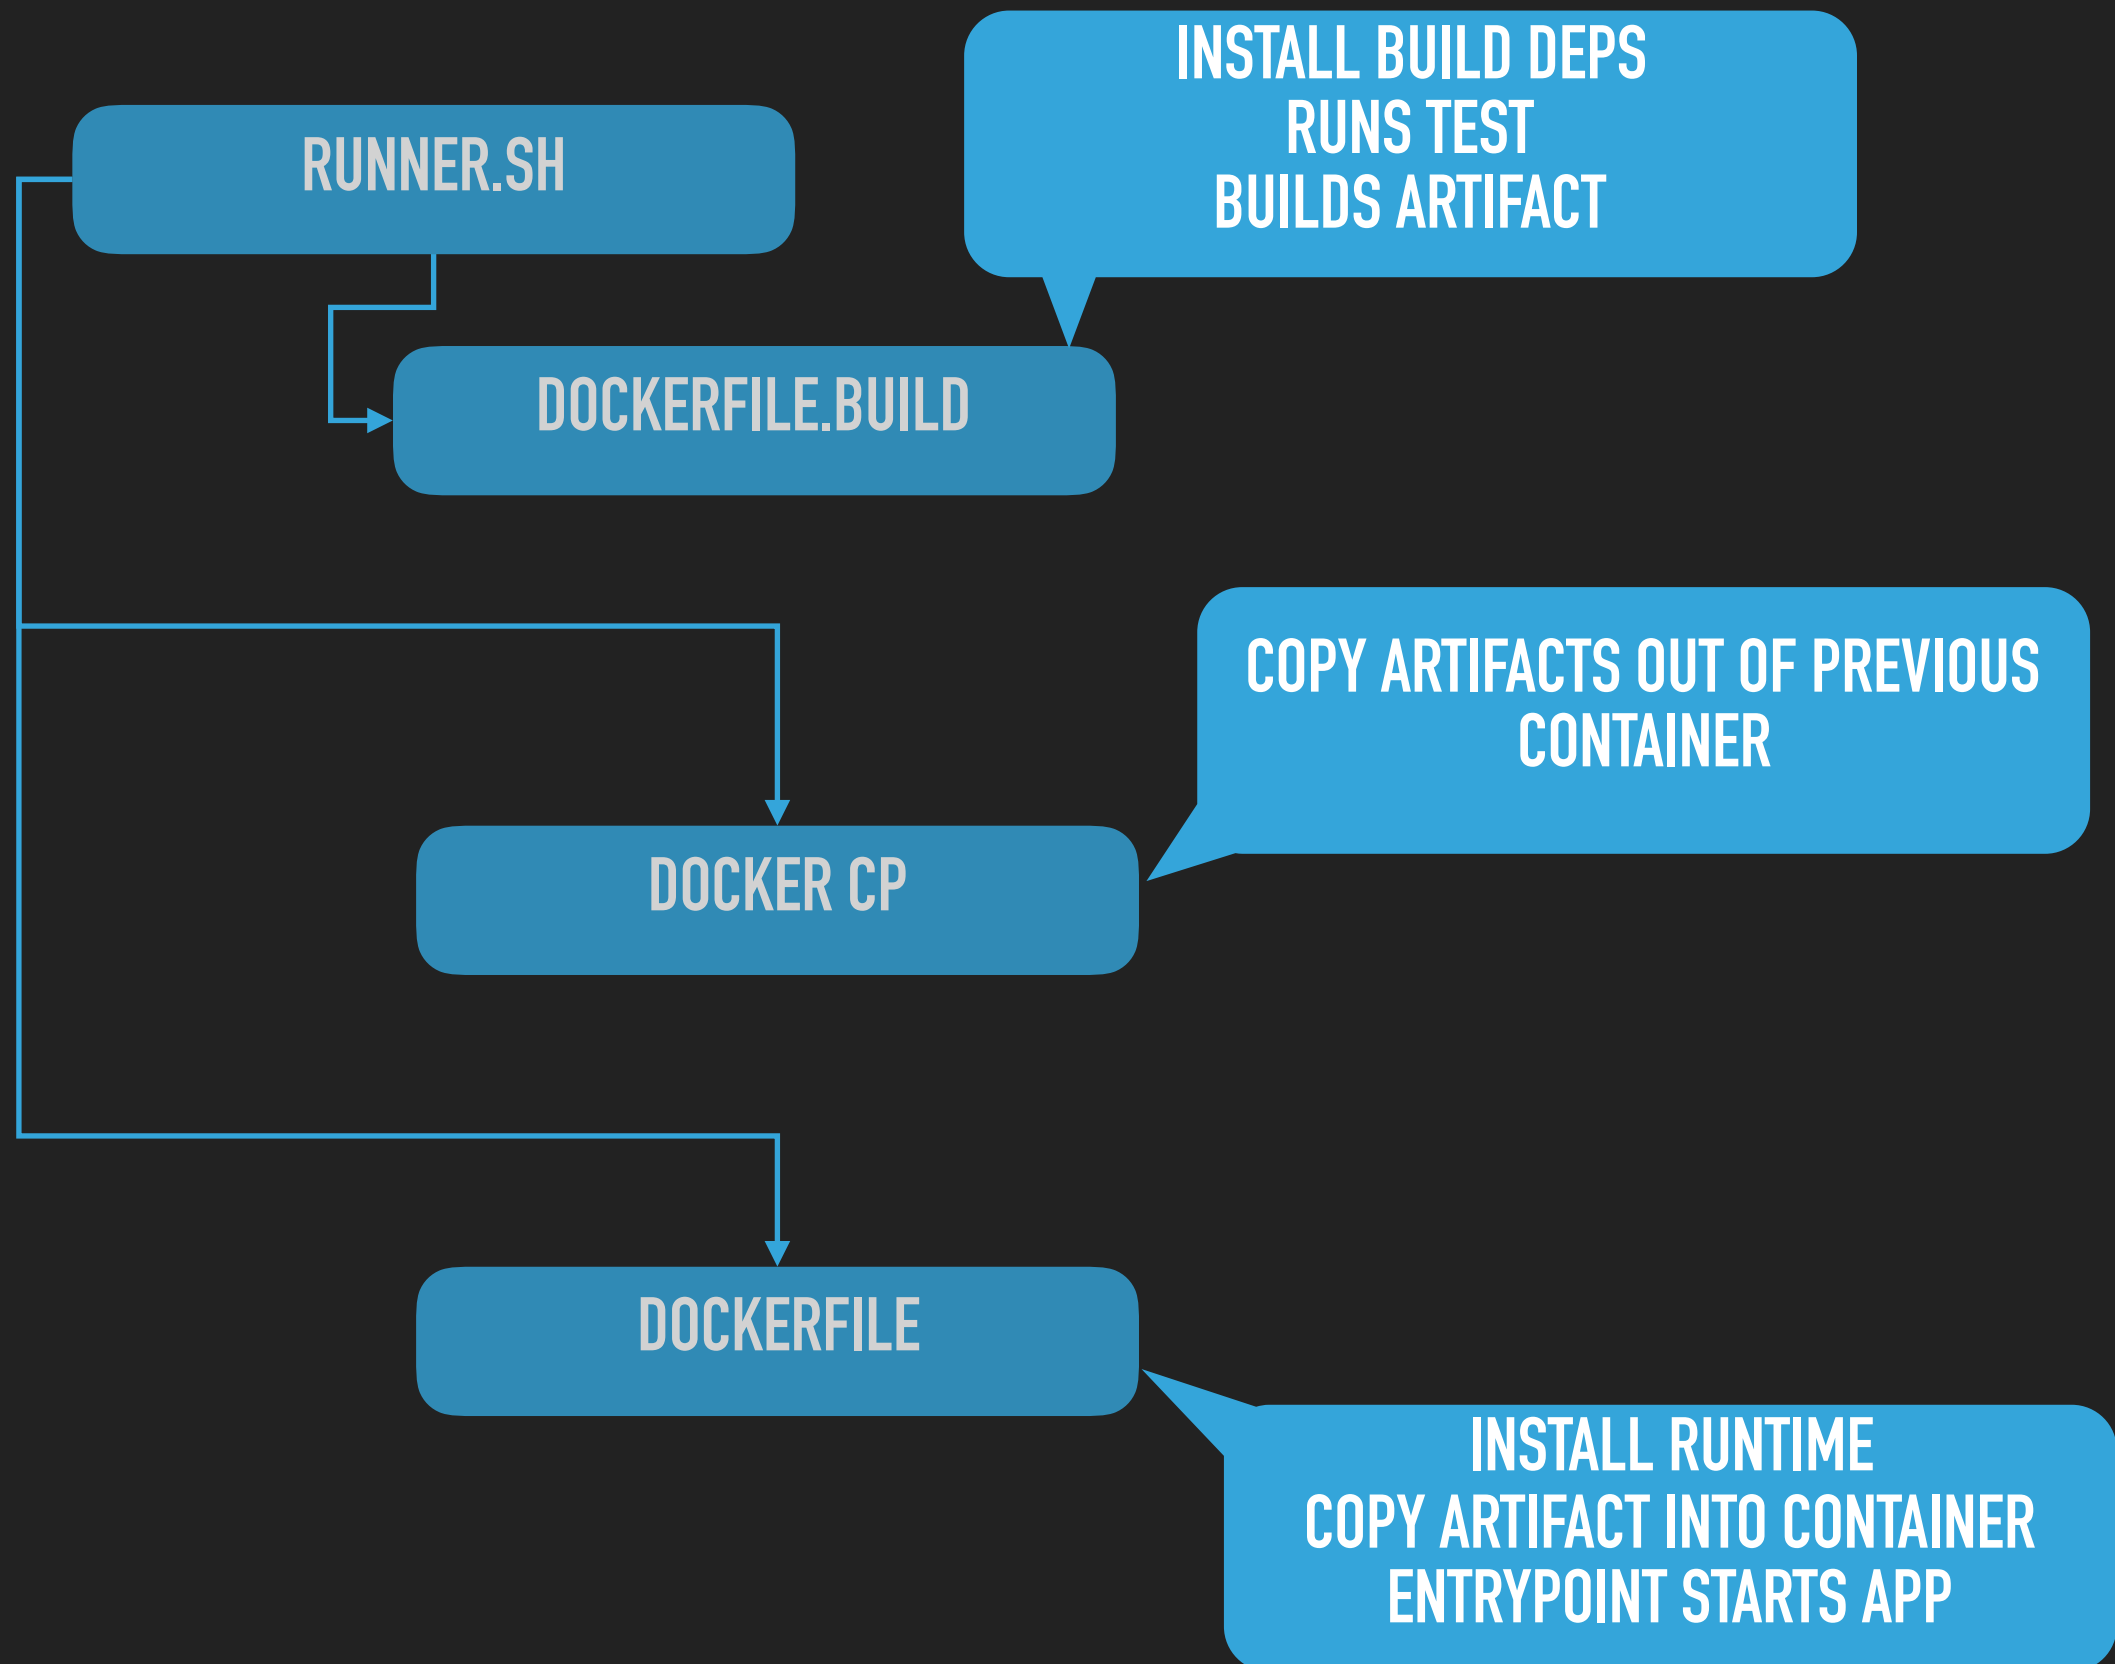 INSTALL BUILD DEPS
RUNS TEST
BUILDS ARTIFACT
RUNNER.SH
DOCKERFILE.BUILD
COPY ARTIFACTS OUT OF PREVIOUS
CONTAINER
DOCKER CP
DOCKERFILE
INSTALL RUNTIME
COPY ARTIFACT INTO CONTAINER
ENTRYPOINT STARTS APP